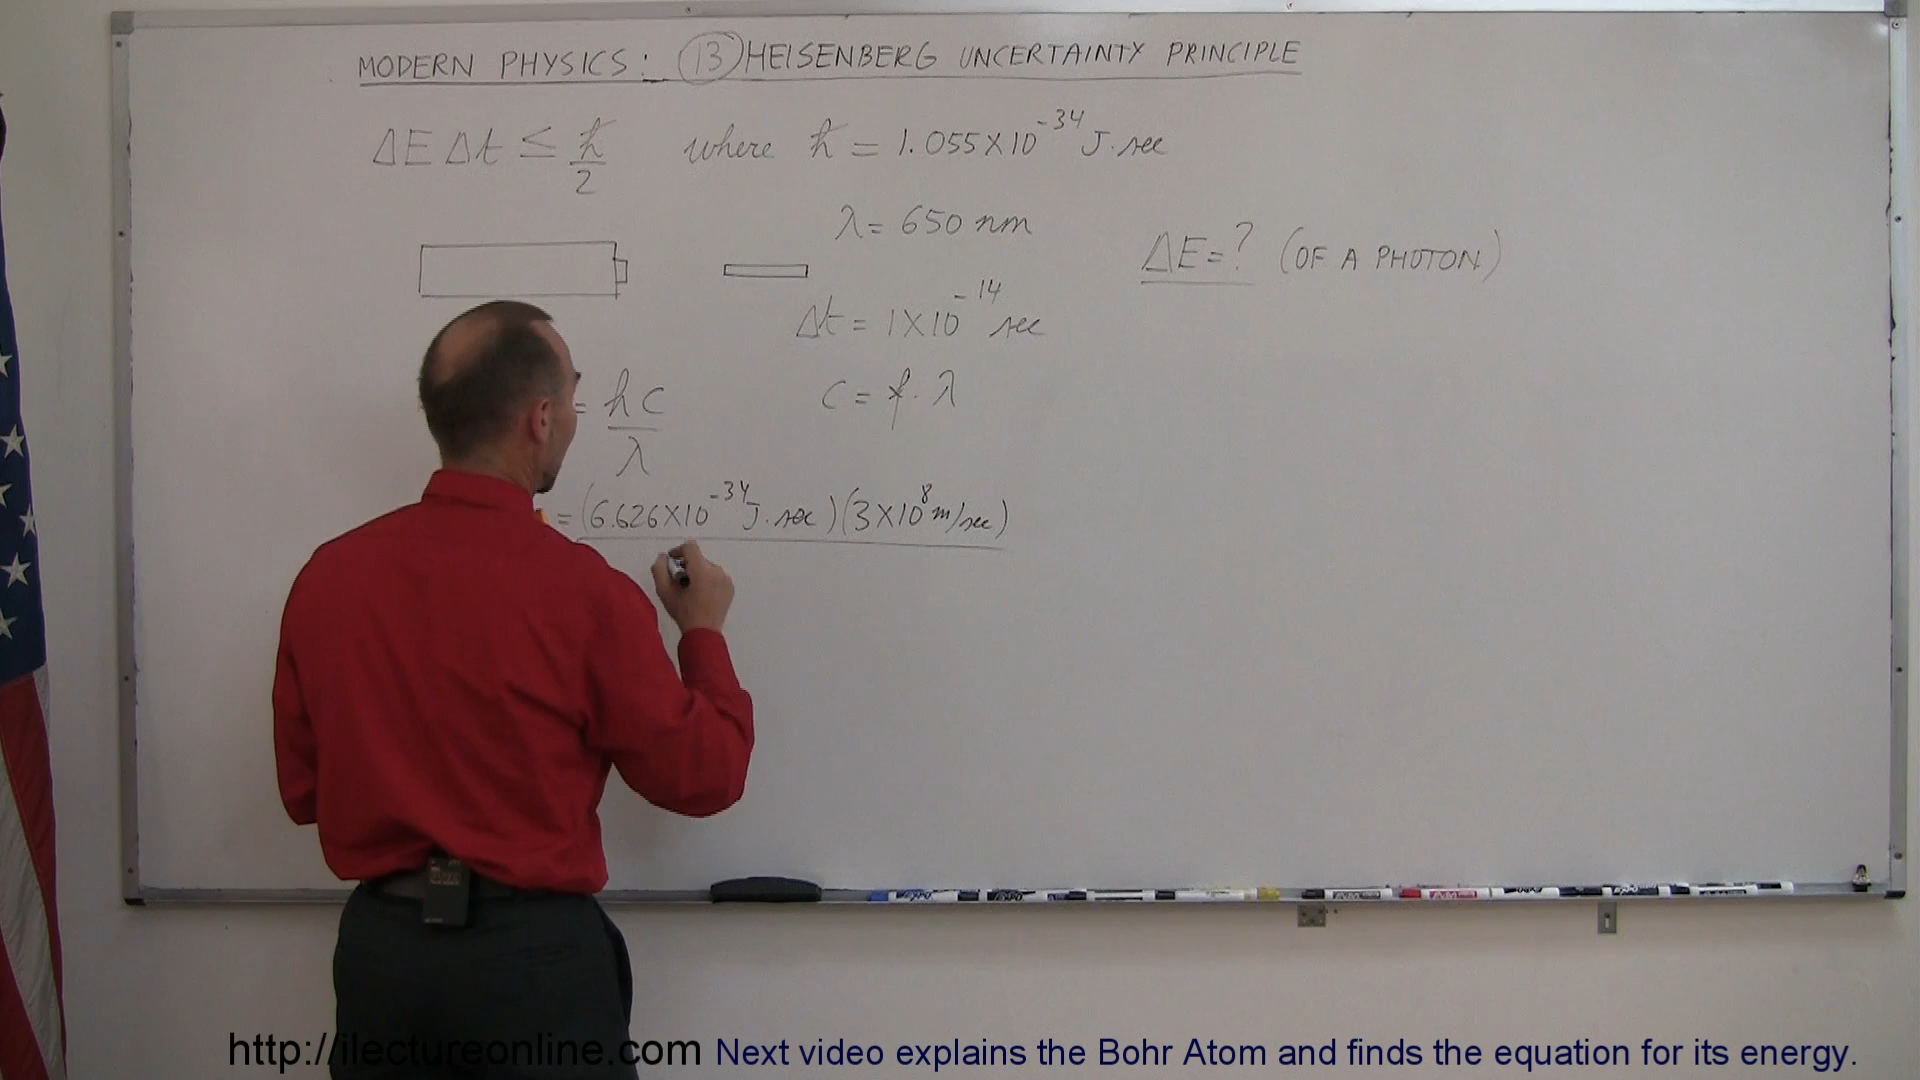 MODERN PHYSICS: 13 HEISENBERG UNCERTAINTY PRINCIPLE
ΔE Δt ≤ ħ/2 where ħ = 1.055×10⁻³⁴ J·sec
λ = 650 nm
ΔE = ? (OF A PHOTON)
Δt = 1×10⁻¹⁴ sec
= hc/λ
c = f·λ
= (6.626×10⁻³⁴ J·sec)(3×10⁸ m/sec)
http://ilectureonline.com Next video explains the Bohr Atom and finds the equation for its energy.